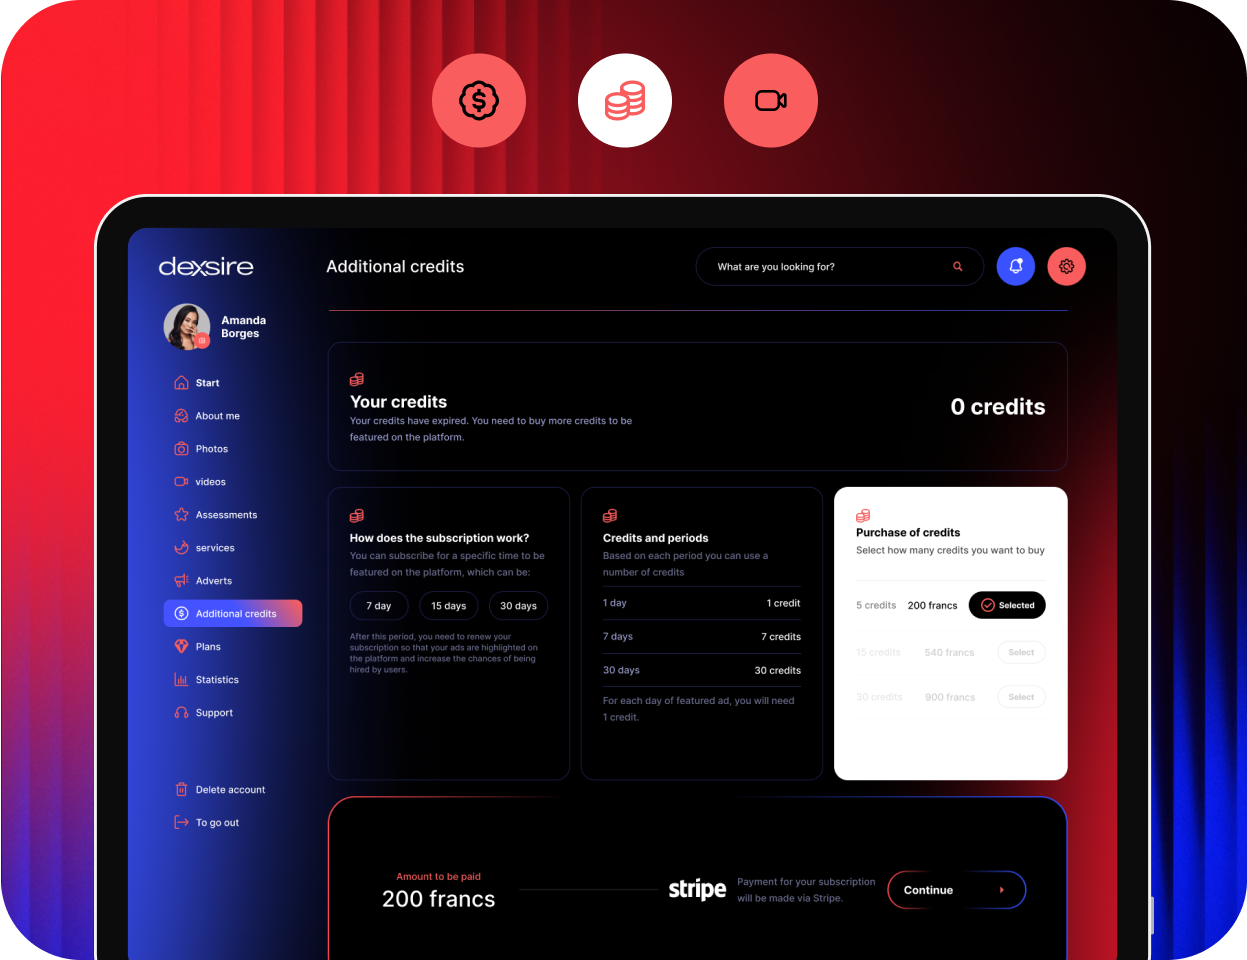 dexsire
Additional credits
What are you looking for?
Amanda
Borges
Start
About me
Photos
videos
Assessments
services
Adverts
Additional credits
Plans
Statistics
Support
Delete account
To go out
Your credits
Your credits have expired. You need to buy more credits to be
featured on the platform.
0 credits
How does the subscription work?
You can subscribe for a specific time to be
featured on the platform, which can be:
7 day
15 days
30 days
After this period, you need to renew your
subscription so that your ads are highlighted on
the platform and increase the chances of being
hired by users.
Credits and periods
Based on each period you can use a
number of credits
1 day 1 credit
7 days 7 credits
30 days 30 credits
For each day of featured ad, you will need
1 credit.
Purchase of credits
Select how many credits you want to buy
5 credits 200 francs Selected
15 credits 540 francs Select
30 credits 900 francs Select
Amount to be paid
200 francs
stripe
Payment for your subscription
will be made via Stripe.
Continue